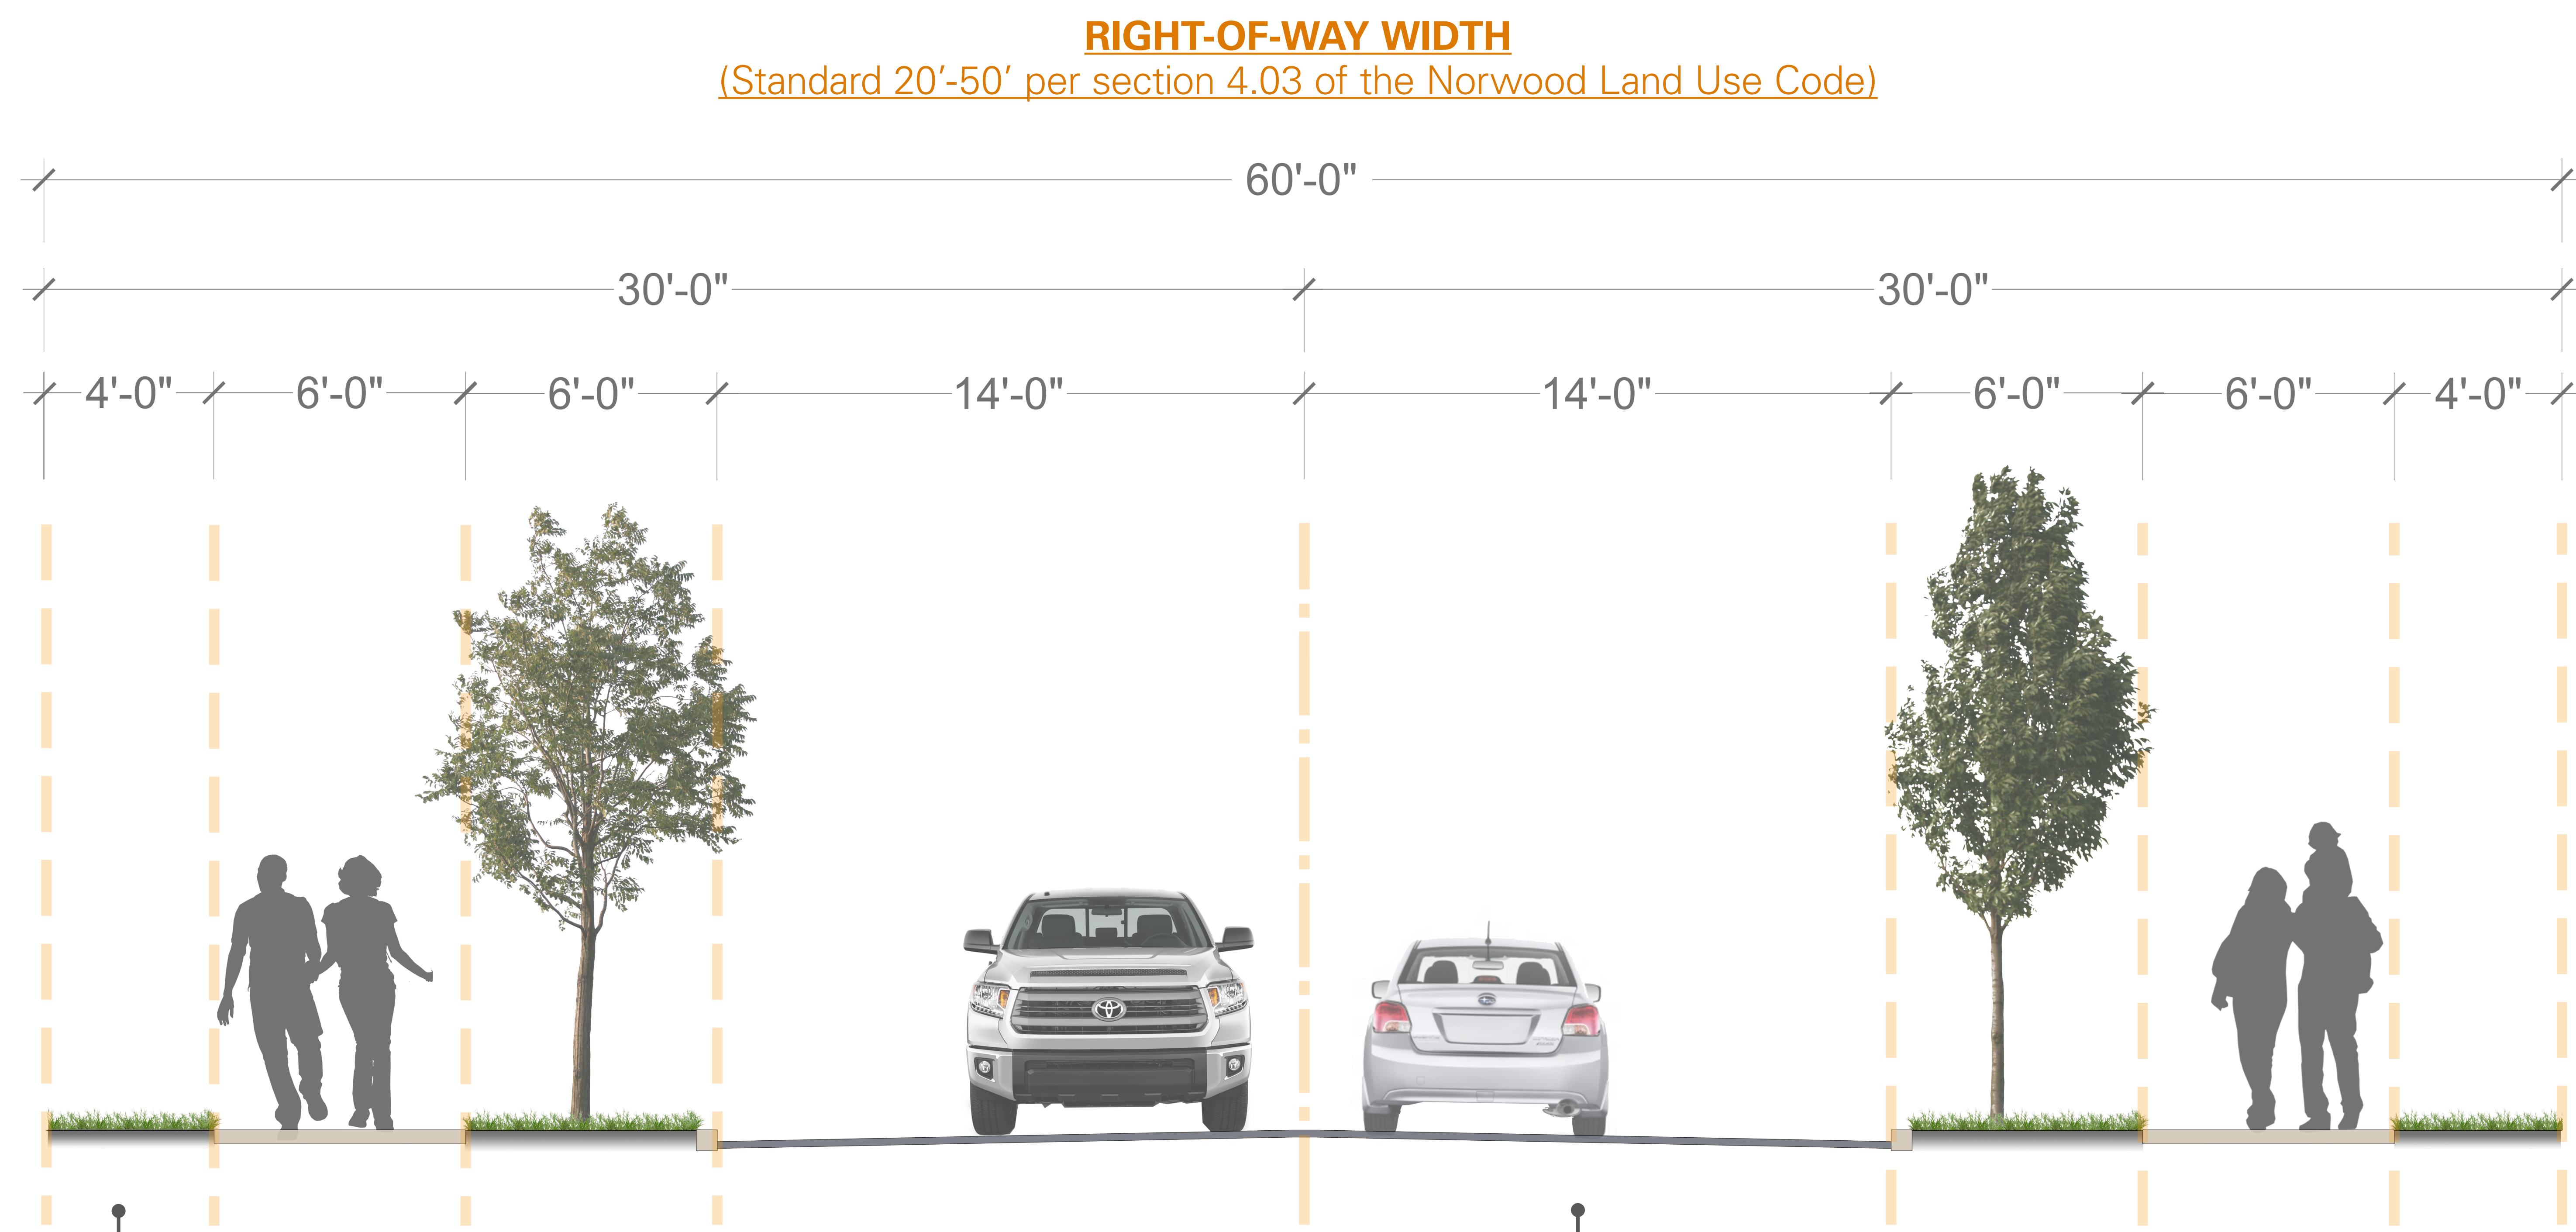 RIGHT-OF-WAY WIDTH
(Standard 20'-50' per section 4.03 of the Norwood Land Use Code)
60'-0"
30'-0" 30'-0"
4'-0" 6'-0" 6'-0" 14'-0" 14'-0" 6'-0" 6'-0" 4'-0"